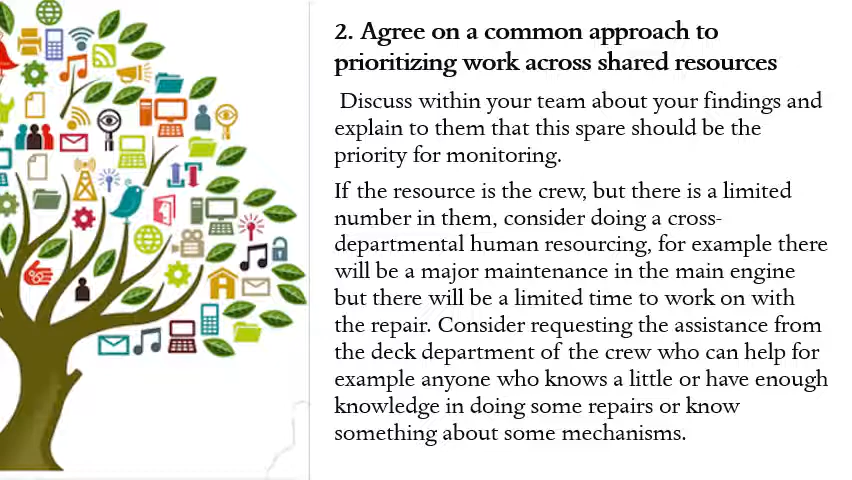 2. Agree on a common approach to
prioritizing work across shared resources
Discuss within your team about your findings and
explain to them that this spare should be the
priority for monitoring.
If the resource is the crew, but there is a limited
number in them, consider doing a cross-
departmental human resourcing, for example there
will be a major maintenance in the main engine
but there will be a limited time to work on with
the repair. Consider requesting the assistance from
the deck department of the crew who can help for
example anyone who knows a little or have enough
knowledge in doing some repairs or know
something about some mechanisms.